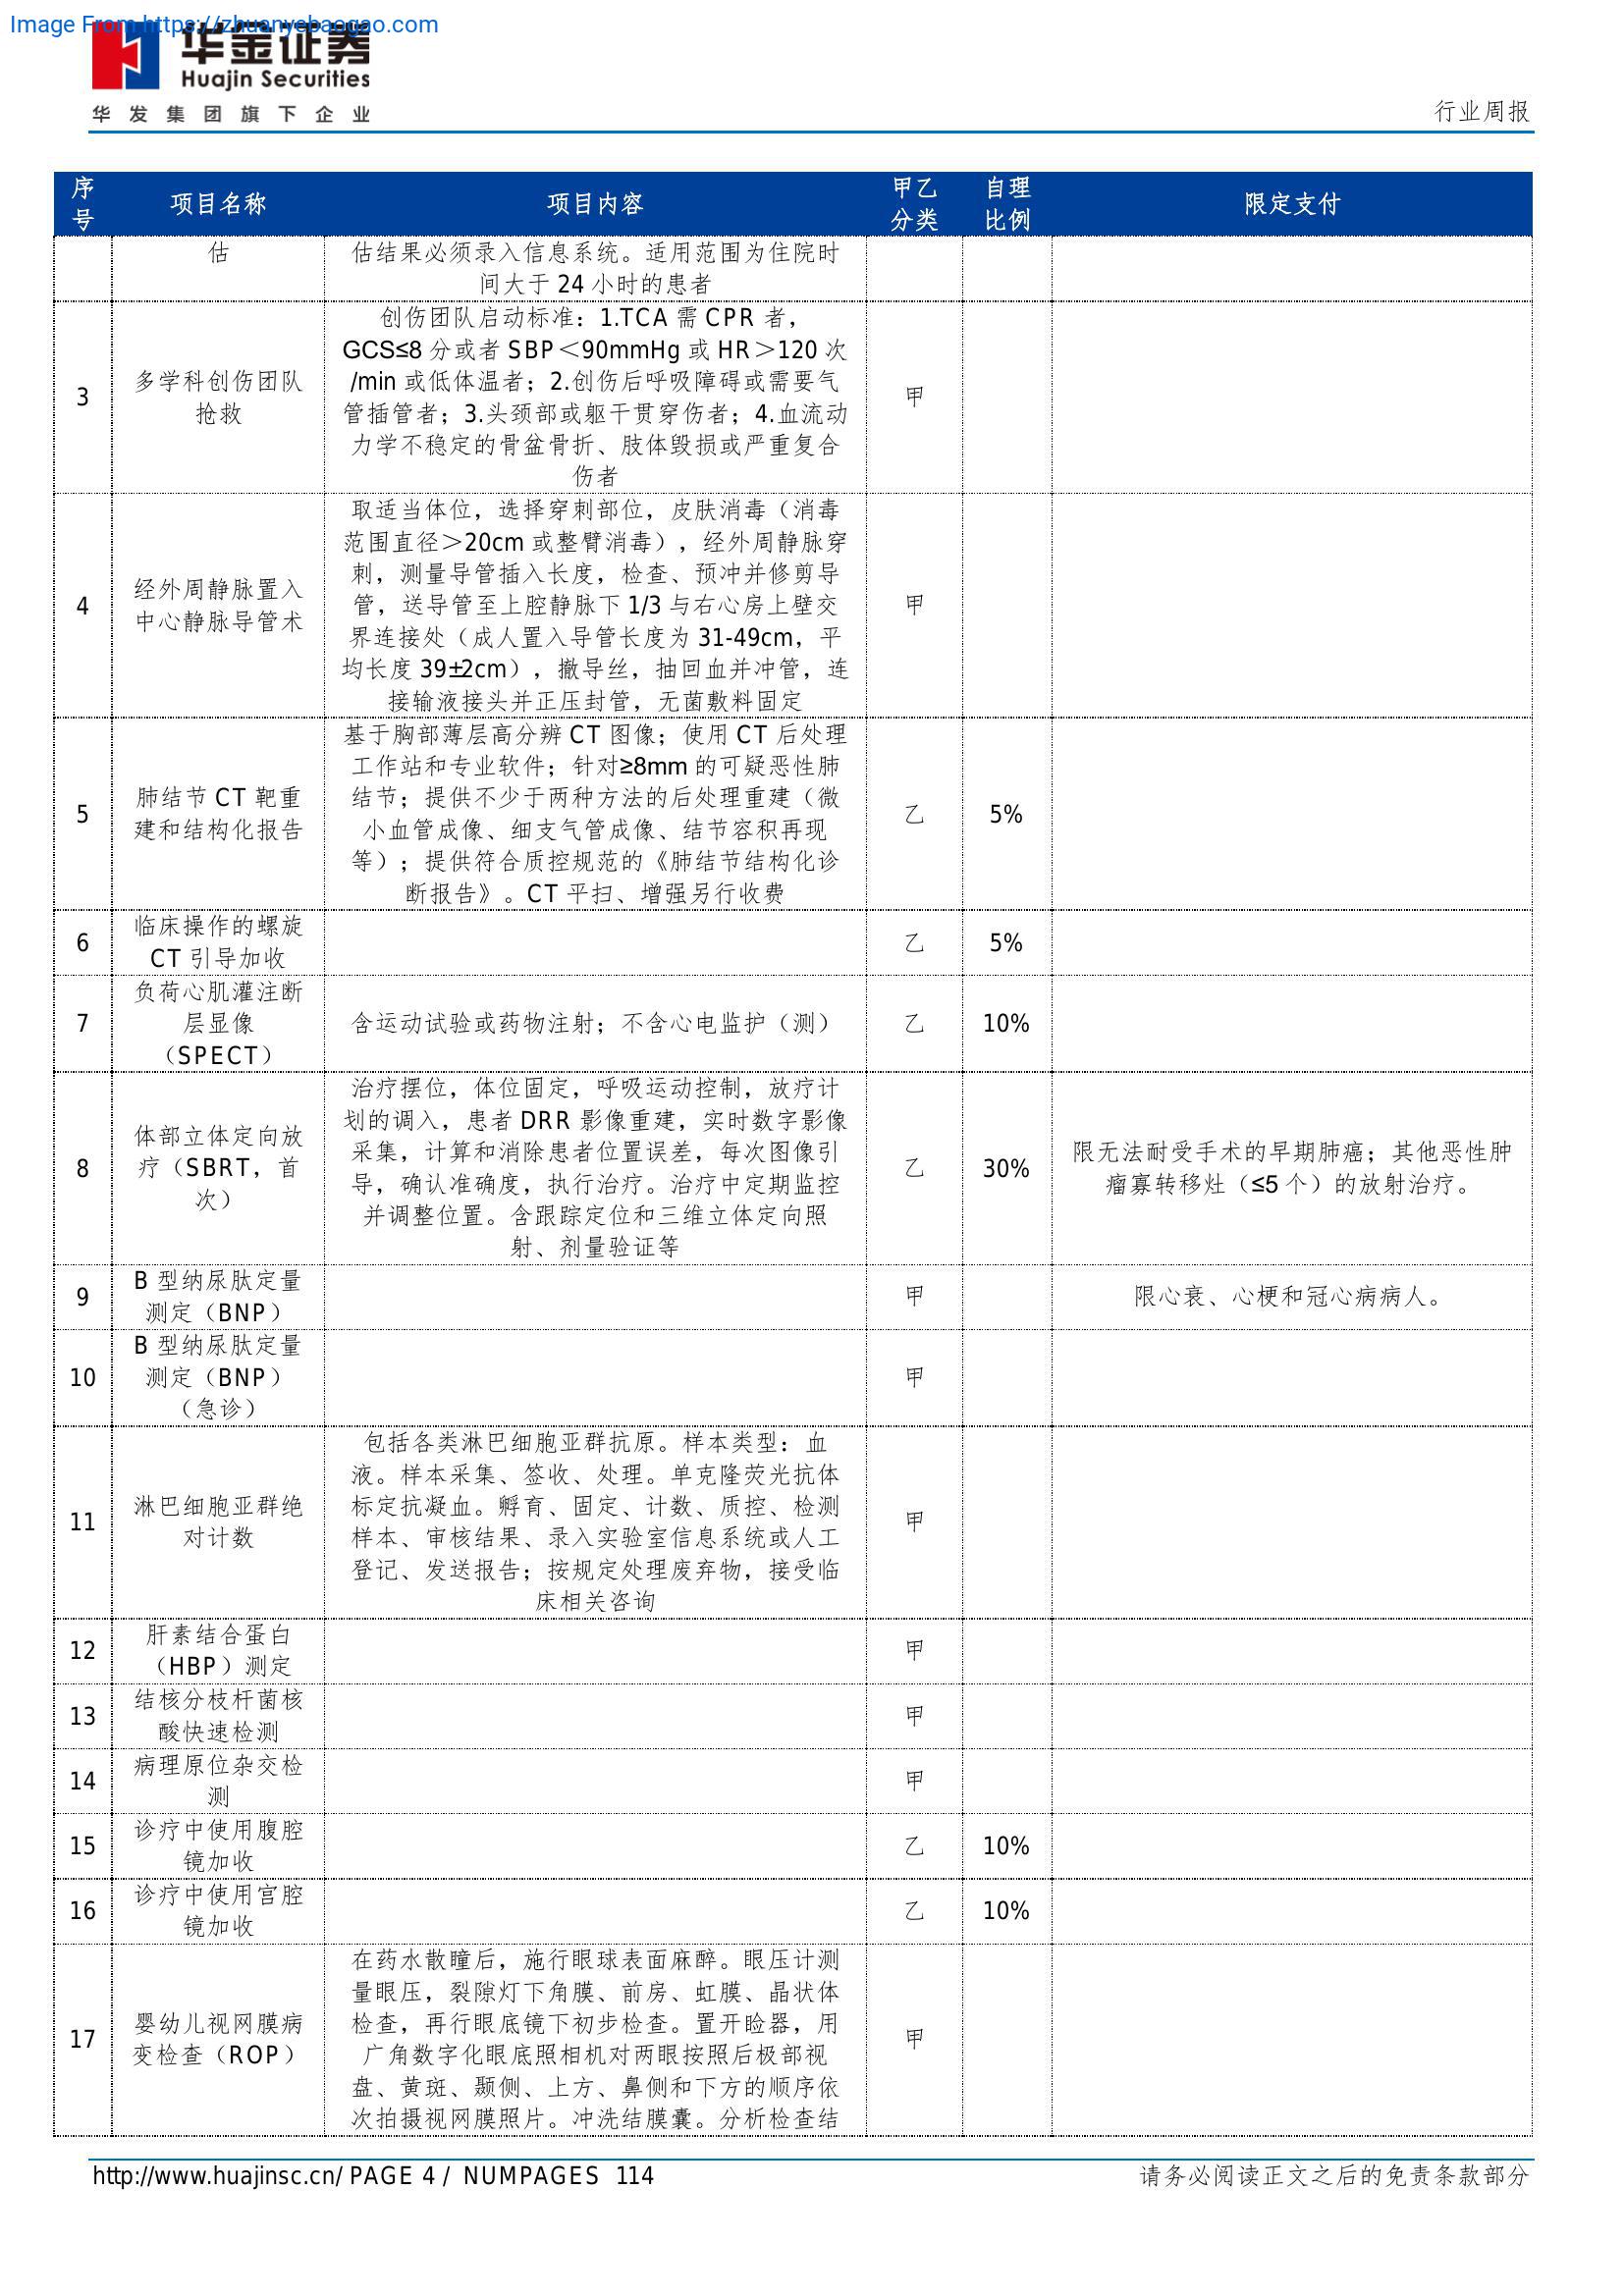 Image From https://zhuanyebaogao.com
华金证券
Huajin Securities
华发集团旗下企业
行业周报
序
号
项目名称
项目内容
甲乙
分类
自理
比例
限定支付
估
估结果必须录入信息系统。适用范围为住院时
间大于 24 小时的患者
3
多学科创伤团队
抢救
创伤团队启动标准：1.TCA 需 CPR 者，
GCS≤8 分或者 SBP＜90mmHg 或 HR＞120 次
/min 或低体温者；2.创伤后呼吸障碍或需要气
管插管者；3.头颈部或躯干贯穿伤者；4.血流动
力学不稳定的骨盆骨折、肢体毁损或严重复合
伤者
甲
4
经外周静脉置入
中心静脉导管术
取适当体位，选择穿刺部位，皮肤消毒（消毒
范围直径＞20cm 或整臂消毒），经外周静脉穿
刺，测量导管插入长度，检查、预冲并修剪导
管，送导管至上腔静脉下 1/3 与右心房上壁交
界连接处（成人置入导管长度为 31-49cm，平
均长度 39±2cm），撤导丝，抽回血并冲管，连
接输液接头并正压封管，无菌敷料固定
甲
5
肺结节 CT 靶重
建和结构化报告
基于胸部薄层高分辨 CT 图像；使用 CT 后处理
工作站和专业软件；针对≥8mm 的可疑恶性肺
结节；提供不少于两种方法的后处理重建（微
小血管成像、细支气管成像、结节容积再现
等）；提供符合质控规范的《肺结节结构化诊
断报告》。CT 平扫、增强另行收费
乙
5%
6
临床操作的螺旋
CT 引导加收
乙
5%
7
负荷心肌灌注断
层显像
（SPECT）
含运动试验或药物注射；不含心电监护（测）
乙
10%
8
体部立体定向放
疗（SBRT，首
次）
治疗摆位，体位固定，呼吸运动控制，放疗计
划的调入，患者 DRR 影像重建，实时数字影像
采集，计算和消除患者位置误差，每次图像引
导，确认准确度，执行治疗。治疗中定期监控
并调整位置。含跟踪定位和三维立体定向照
射、剂量验证等
乙
30%
限无法耐受手术的早期肺癌；其他恶性肿
瘤寡转移灶（≤5 个）的放射治疗。
9
B 型纳尿肽定量
测定（BNP）
甲
限心衰、心梗和冠心病病人。
10
B 型纳尿肽定量
测定（BNP）
（急诊）
甲
11
淋巴细胞亚群绝
对计数
包括各类淋巴细胞亚群抗原。样本类型：血
液。样本采集、签收、处理。单克隆荧光抗体
标定抗凝血。孵育、固定、计数、质控、检测
样本、审核结果、录入实验室信息系统或人工
登记、发送报告；按规定处理废弃物，接受临
床相关咨询
甲
12
肝素结合蛋白
（HBP）测定
甲
13
结核分枝杆菌核
酸快速检测
甲
14
病理原位杂交检
测
甲
15
诊疗中使用腹腔
镜加收
乙
10%
16
诊疗中使用宫腔
镜加收
乙
10%
17
婴幼儿视网膜病
变检查（ROP）
在药水散瞳后，施行眼球表面麻醉。眼压计测
量眼压，裂隙灯下角膜、前房、虹膜、晶状体
检查，再行眼底镜下初步检查。置开睑器，用
广角数字化眼底照相机对两眼按照后极部视
盘、黄斑、颞侧、上方、鼻侧和下方的顺序依
次拍摄视网膜照片。冲洗结膜囊。分析检查结
甲
http://www.huajinsc.cn/ PAGE 4 / NUMPAGES 114
请务必阅读正文之后的免责条款部分